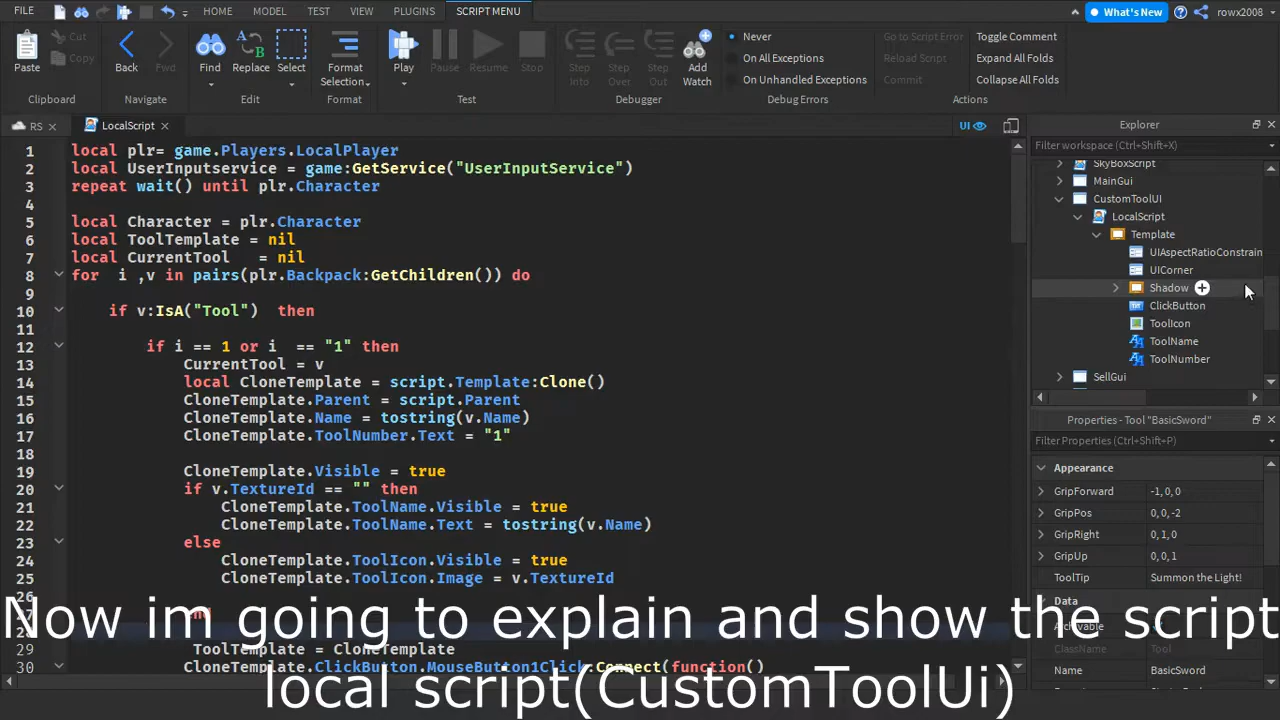 FILE
HOME
MODEL
TEST
VIEW
PLUGINS
SCRIPT MENU
What's New
rowx2008
Paste
Cut
Copy
Clipboard
Back
Fwd
Navigate
Find
Replace
Select
Edit
Format
Selection
Format
Play
Pause
Resume
Stop
Test
Step
Into
Step
Over
Step
Out
Add
Watch
Debugger
Never
On All Exceptions
On Unhandled Exceptions
Debug Errors
Go to Script Error
Reload Script
Commit
Toggle Comment
Expand All Folds
Collapse All Folds
Actions
RS
LocalScript
UI
1 local plr= game.Players.LocalPlayer
2 local UserInputservice = game:GetService("UserInputService")
3 repeat wait() until plr.Character
4
5 local Character = plr.Character
6 local ToolTemplate = nil
7 local CurrentTool   = nil
8 for  i ,v in pairs(plr.Backpack:GetChildren()) do
9
10 if v:IsA("Tool")  then
11
12 if i == 1 or i  == "1" then
13 CurrentTool = v
14 local CloneTemplate = script.Template:Clone()
15 CloneTemplate.Parent = script.Parent
16 CloneTemplate.Name = tostring(v.Name)
17 CloneTemplate.ToolNumber.Text = "1"
18
19 CloneTemplate.Visible = true
20 if v.TextureId == "" then
21 CloneTemplate.ToolName.Visible = true
22 CloneTemplate.ToolName.Text = tostring(v.Name)
23 else
24 CloneTemplate.ToolIcon.Visible = true
25 CloneTemplate.ToolIcon.Image = v.TextureId
26
end
29 ToolTemplate = CloneTemplate
30 CloneTemplate.ClickButton.MouseButton1Click:Connect(function()
Now im going to explain and show the script
local script(CustomToolUi)
Explorer
Filter workspace (Ctrl+Shift+X)
SkyBoxScript
MainGui
CustomToolUI
LocalScript
Template
UIAspectRatioConstrain
UICorner
Shadow
ClickButton
ToolIcon
ToolName
ToolNumber
SellGui
Properties - Tool "BasicSword"
Filter Properties (Ctrl+Shift+P)
Appearance
GripForward -1,0,0
GripPos 0,0,-2
GripRight 0,1,0
GripUp 0,0,1
ToolTip Summon the Light!
Data
Archivable
ClassName Tool
Name BasicSword